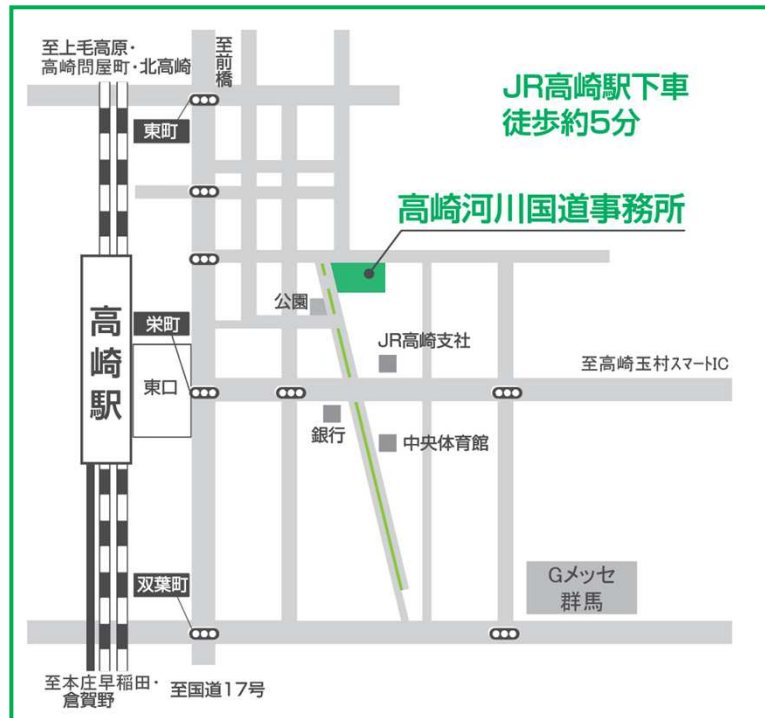 至上毛高原・
高崎問屋町・北高崎
至前橋
JR高崎駅下車
徒歩約5分
東町
高崎河川国道事務所
公園
高崎駅
栄町
JR高崎支社
至高崎玉村スマートIC
東口
銀行
中央体育館
Gメッセ
群馬
双葉町
至本庄早稲田・
倉賀野
至国道17号